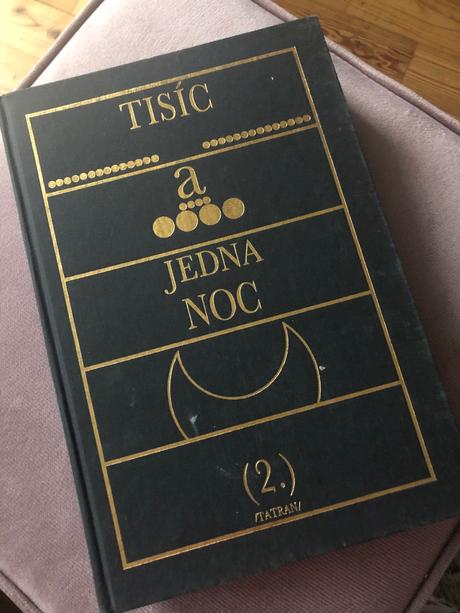 TISÍC
a
JEDNA
NOC
(2.)
/TATRAN/